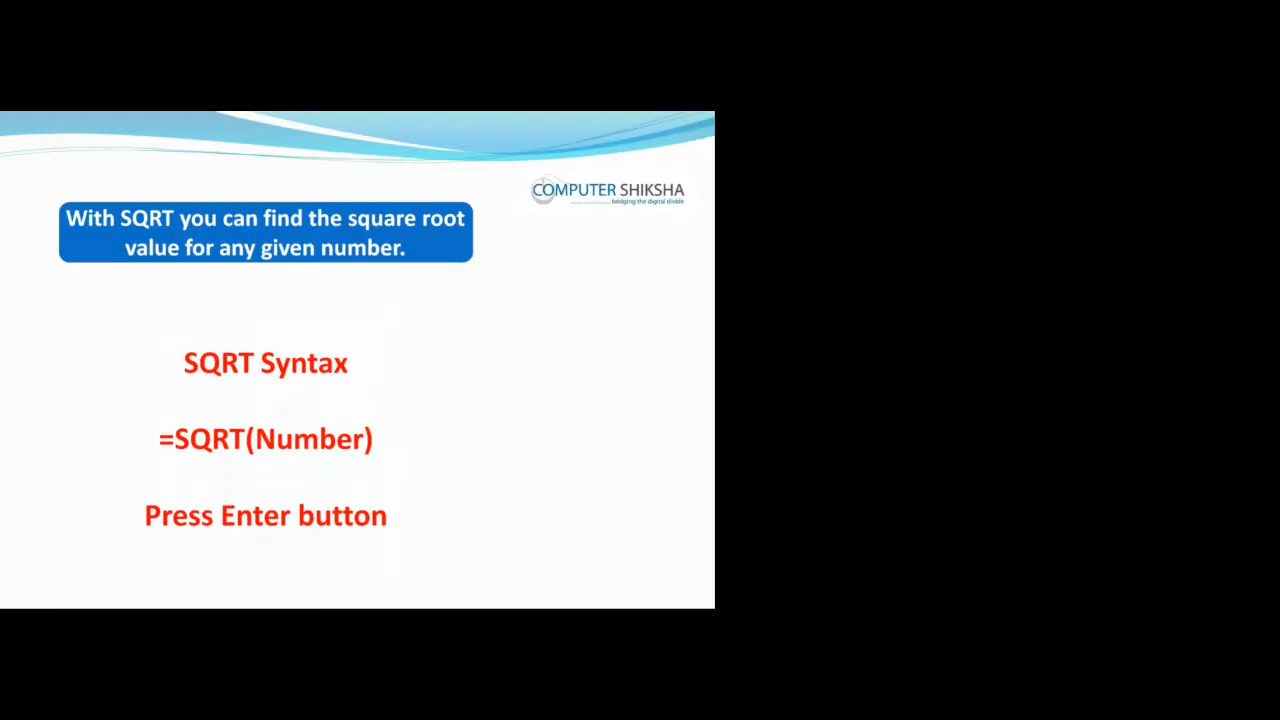 COMPUTER SHIKSHA
bridging the digital divide
With SQRT you can find the square root
value for any given number.
SQRT Syntax
=SQRT(Number)
Press Enter button